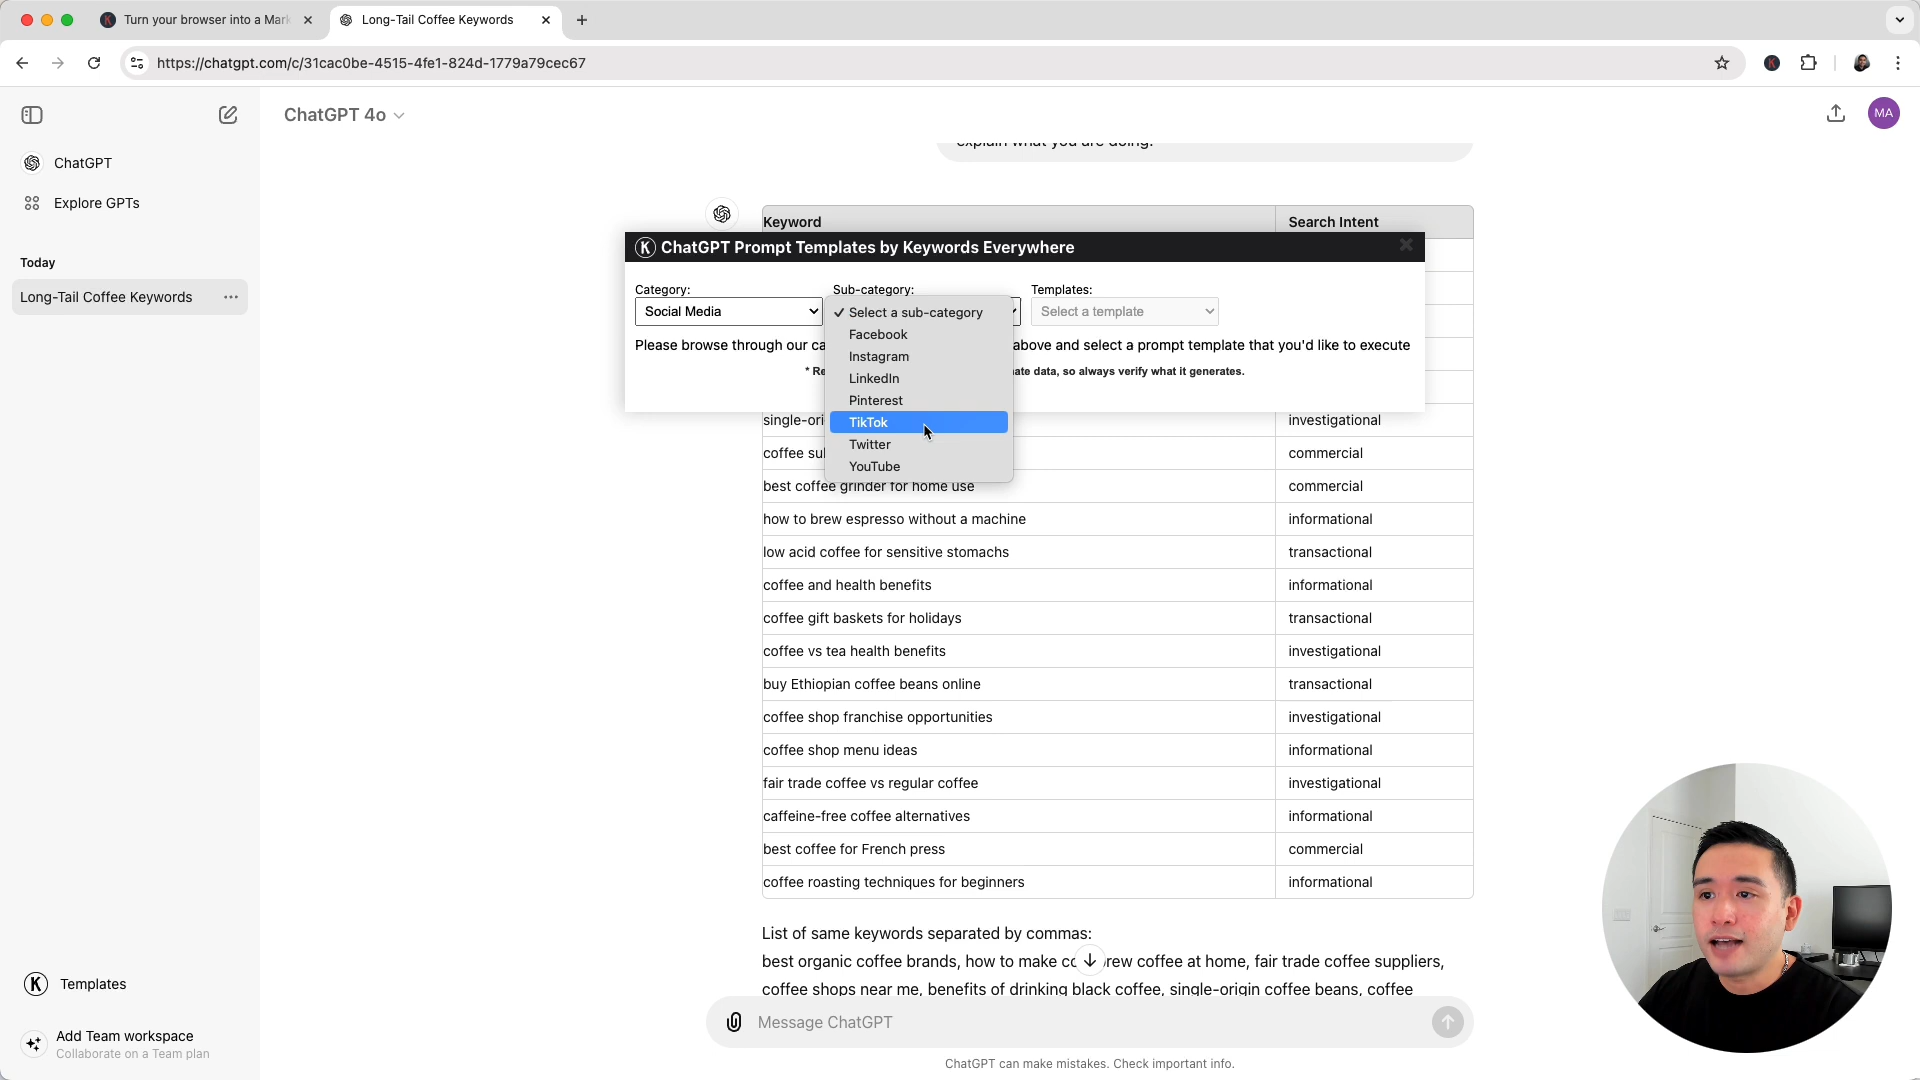 Turn your browser into a Mark
Long-Tail Coffee Keywords
https://chatgpt.com/c/31cac0be-4515-4fe1-824d-1779a79cec67
ChatGPT 4o
MA
ChatGPT
Explore GPTs
Today
Long-Tail Coffee Keywords
explain what you are doing.
Keyword Search Intent
K ChatGPT Prompt Templates by Keywords Everywhere
Category: Sub-category: Templates:
Social Media Select a template
✓ Select a sub-category
Facebook
Instagram
LinkedIn
Pinterest
TikTok
Twitter
YouTube
Please browse through our ca above and select a prompt template that you'd like to execute
* Re ate data, so always verify what it generates.
single-ori investigational
coffee sul commercial
best coffee grinder for home use commercial
how to brew espresso without a machine informational
low acid coffee for sensitive stomachs transactional
coffee and health benefits informational
coffee gift baskets for holidays transactional
coffee vs tea health benefits investigational
buy Ethiopian coffee beans online transactional
coffee shop franchise opportunities investigational
coffee shop menu ideas informational
fair trade coffee vs regular coffee investigational
caffeine-free coffee alternatives informational
best coffee for French press commercial
coffee roasting techniques for beginners informational
List of same keywords separated by commas:
best organic coffee brands, how to make co rew coffee at home, fair trade coffee suppliers,
coffee shops near me, benefits of drinking black coffee, single-origin coffee beans, coffee
K Templates
Add Team workspace
Collaborate on a Team plan
Message ChatGPT
ChatGPT can make mistakes. Check important info.